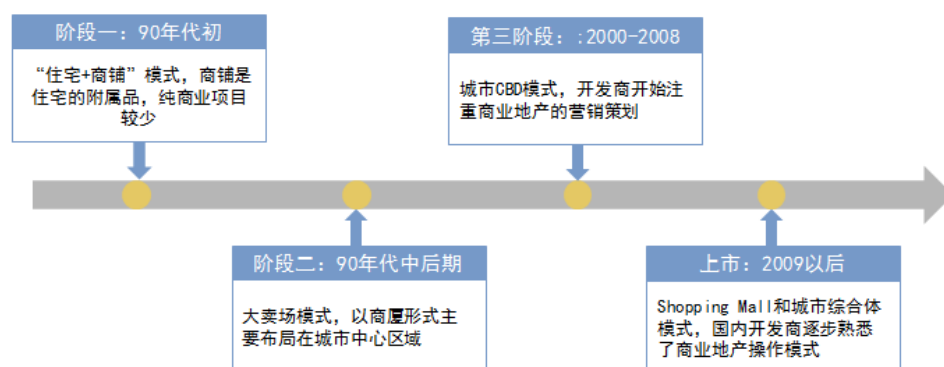 阶段一：90年代初
“住宅+商铺”模式，商铺是
住宅的附属品，纯商业项目
较少
阶段二：90年代中后期
大卖场模式，以商厦形式主
要布局在城市中心区域
第三阶段：:2000-2008
城市CBD模式，开发商开始注
重商业地产的营销策划
上市：2009以后
Shopping Mall和城市综合体
模式，国内开发商逐步熟悉
了商业地产操作模式